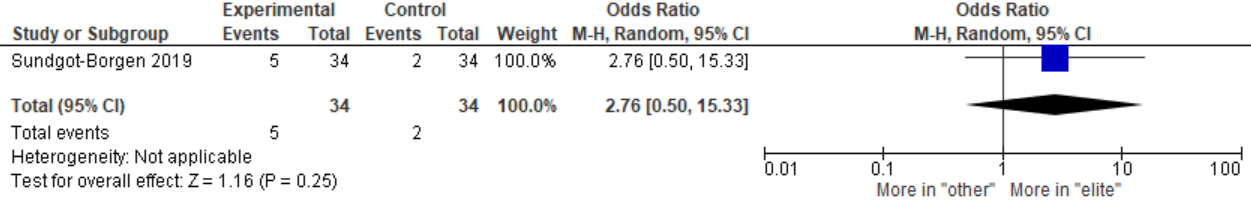 Experimental Control Odds Ratio Odds Ratio
Study or Subgroup Events Total Events Total Weight M-H, Random, 95% CI M-H, Random, 95% CI
Sundgot-Borgen 2019 5 34 2 34 100.0% 2.76 [0.50, 15.33]
Total (95% CI) 34 34 100.0% 2.76 [0.50, 15.33]
Total events 5 2
Heterogeneity: Not applicable
Test for overall effect: Z = 1.16 (P = 0.25)
0.01 0.1 1 10 100
More in "other" More in "elite"